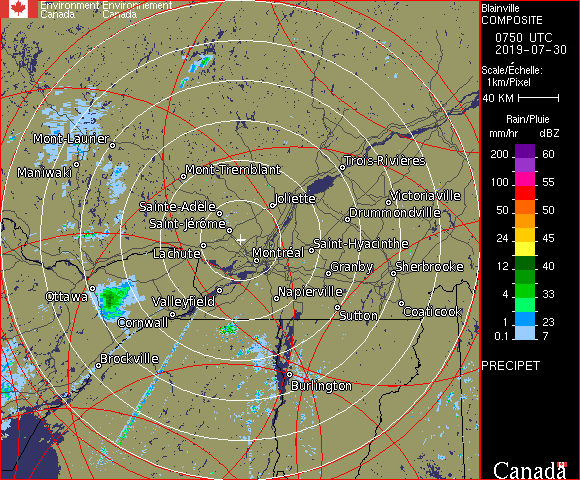 Environment Environnement
Canada Canada
Blainville
COMPOSITE
0750 UTC
2019-07-30
Scale/Échelle:
1km/Pixel
40 KM
Rain/Pluie
mm/hr dBZ
200 60
100 55
50 50
24 45
12 40
4 33
1 23
0.1 7
PRECIPET
Canada
Mont-Laurier
Maniwaki
Mont-Tremblant
Trois-Rivières
Sainte-Adèle
Joliette
Victoriaville
Saint-Jérôme
Drummondville
Lachute
Montréal
Saint-Hyacinthe
Granby
Sherbrooke
Ottawa
Valleyfield
Napierville
Cornwall
Sutton
Coaticook
Brockville
Burlington